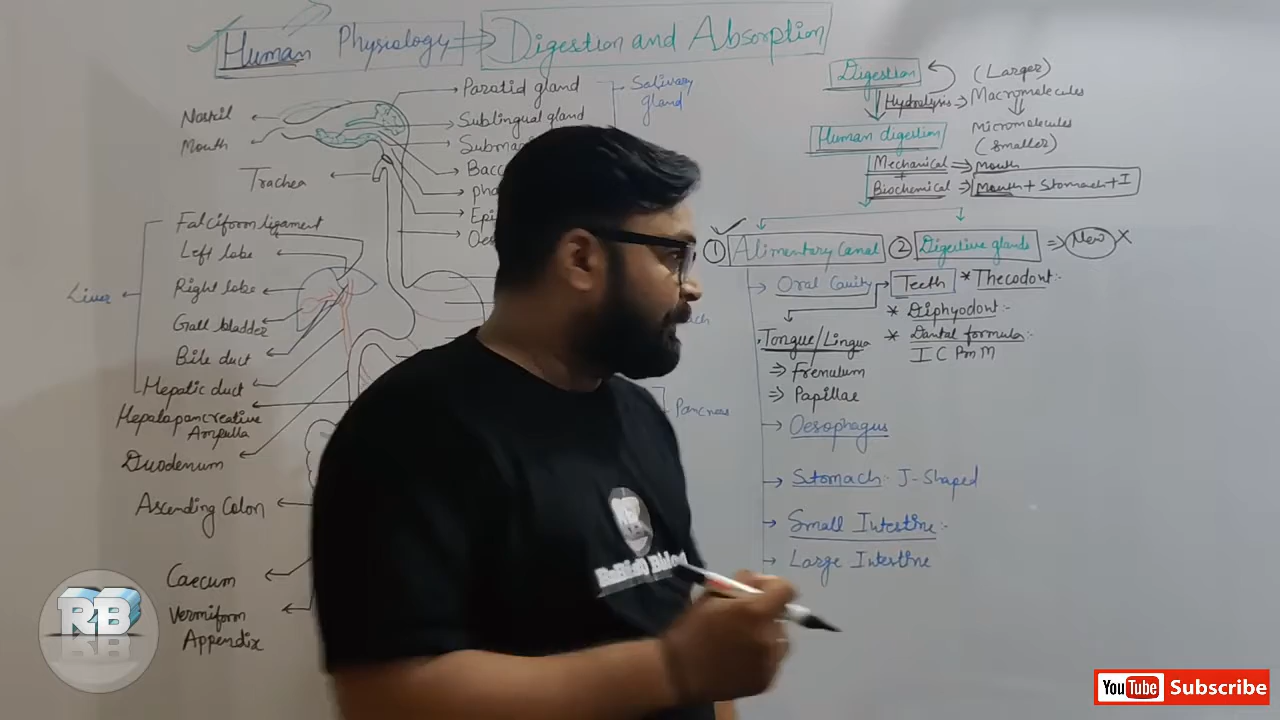 Human Physiology ⇒ Digestion and Absorption
Nostril
Mouth
Trachea
Parotid gland
Sublingual gland
Salivary
gland
Falciform ligament
Left lobe
Right lobe
Gall bladder
Bile duct
Hepatic duct
Liver
Hepatapancreative
Ampulla
Duodenum
Ascending Colon
Caecum
Vermiform
Appendix
Pancreas
Digestion
Hydrolysis ⇒
(Larger)
Macromolecules
Micromolecules
(Smaller)
Human digestion
Mechanical ⇒ Mouth
+
Biochemical ⇒ Mouth + Stomach + I
① Alimentary Canal ② Digestive glands ⇒ New X
→ Oral Cavity
Teeth * Thecodont:-
* Diphyodont:-
* Dantal formula:-
I C Pm M
Tongue/Lingua
⇒ Frenulum
⇒ Papillae
→ Oesophagus
→ Stomach:- J-Shaped
→ Small Intestine:-
→ Large Intestine
RB
YouTube Subscribe